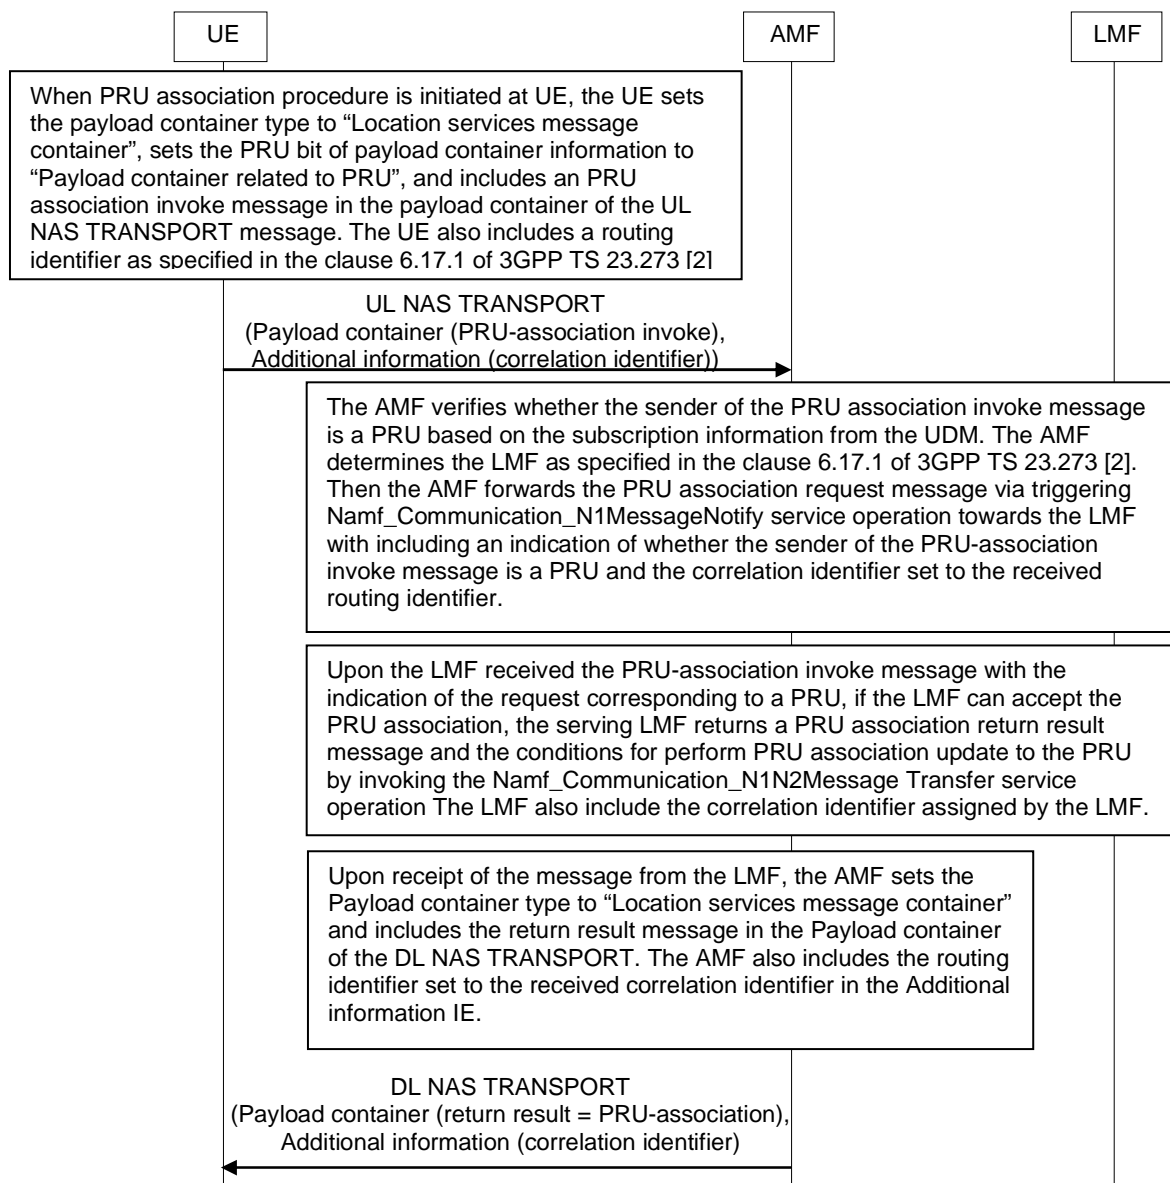 UE
AMF
LMF
When PRU association procedure is initiated at UE, the UE sets
the payload container type to “Location services message
container”, sets the PRU bit of payload container information to
“Payload container related to PRU”, and includes an PRU
association invoke message in the payload container of the UL
NAS TRANSPORT message. The UE also includes a routing
identifier as specified in the clause 6.17.1 of 3GPP TS 23.273 [2]
UL NAS TRANSPORT
(Payload container (PRU-association invoke),
Additional information (correlation identifier))
The AMF verifies whether the sender of the PRU association invoke message
is a PRU based on the subscription information from the UDM. The AMF
determines the LMF as specified in the clause 6.17.1 of 3GPP TS 23.273 [2].
Then the AMF forwards the PRU association request message via triggering
Namf_Communication_N1MessageNotify service operation towards the LMF
with including an indication of whether the sender of the PRU-association
invoke message is a PRU and the correlation identifier set to the received
routing identifier.
Upon the LMF received the PRU-association invoke message with the
indication of the request corresponding to a PRU, if the LMF can accept the
PRU association, the serving LMF returns a PRU association return result
message and the conditions for perform PRU association update to the PRU
by invoking the Namf_Communication_N1N2Message Transfer service
operation The LMF also include the correlation identifier assigned by the LMF.
Upon receipt of the message from the LMF, the AMF sets the
Payload container type to “Location services message container”
and includes the return result message in the Payload container
of the DL NAS TRANSPORT. The AMF also includes the routing
identifier set to the received correlation identifier in the Additional
information IE.
DL NAS TRANSPORT
(Payload container (return result = PRU-association),
Additional information (correlation identifier)